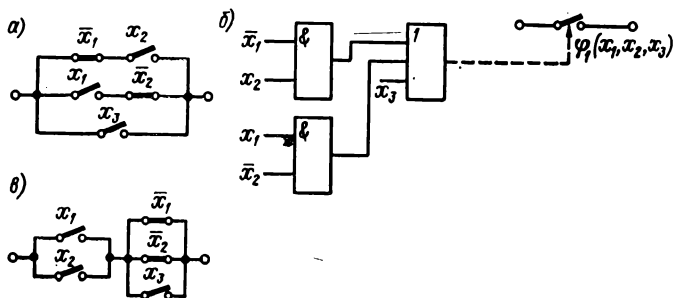 а)
x̄₁ x₂
x₁ x̄₂
x₃
б)
x̄₁ &
x₂
x₁ &
x̄₂
1
x₃
φ₁(x₁,x₂,x₃)
в)
x₁
x₂
x̄₁
x̄₂
x₃